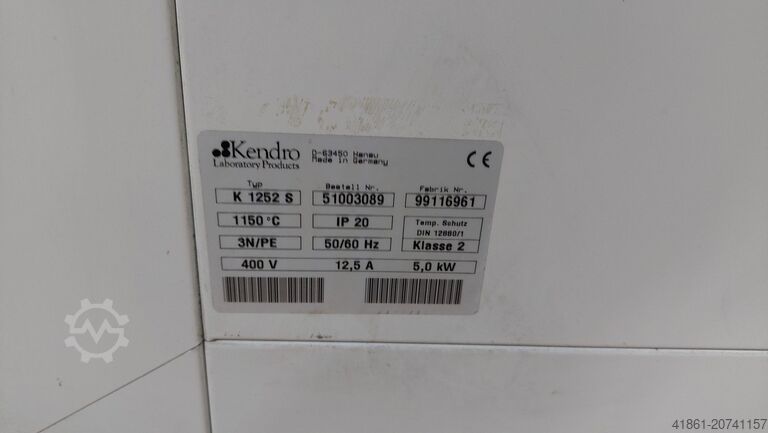 Kendro
Laboratory Products
D-63450 Hanau
Made in Germany
CE
Typ Bestell Nr. Fabrik Nr.
K 1252 S 51003089 99116961
1150 °C IP 20 Temp. Schutz
DIN 12880/1
3N/PE 50/60 Hz Klasse 2
400 V 12,5 A 5,0 kW
41861-20741157